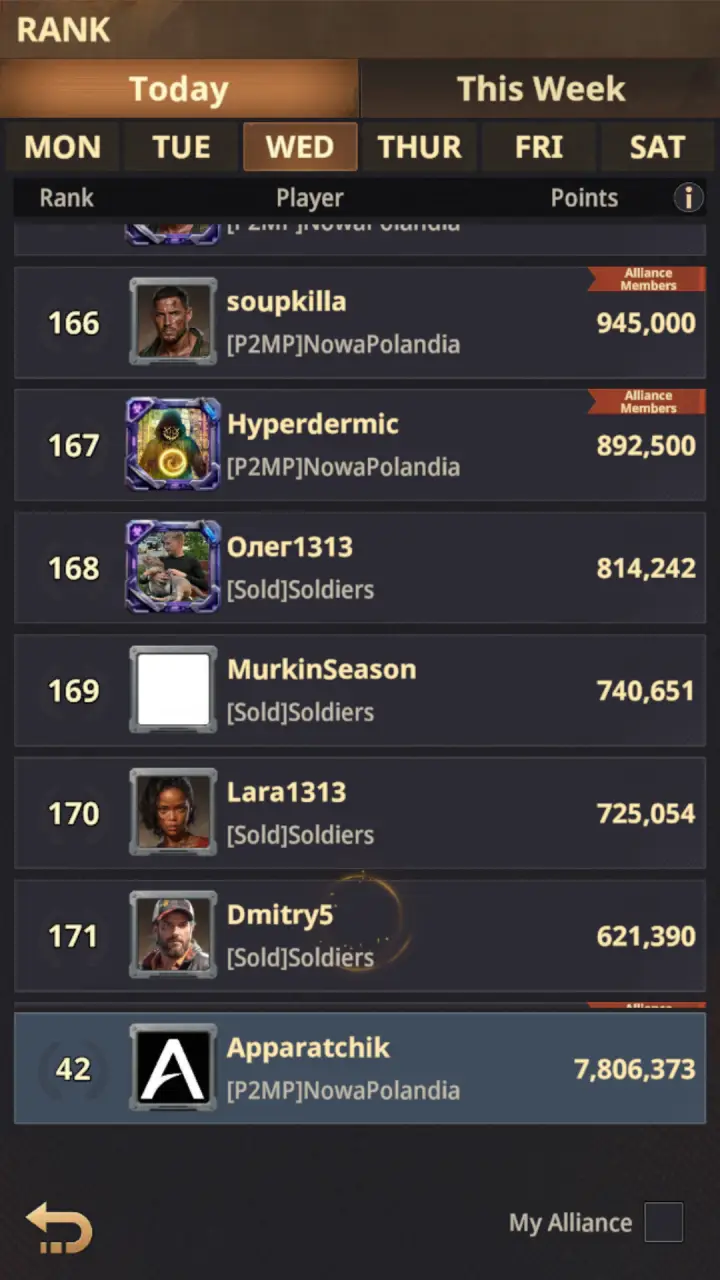 RANK
Today
This Week
MON
TUE
WED
THUR
FRI
SAT
Rank
Player
Points
i
[P2MP]NowaPolandia
166
soupkilla
[P2MP]NowaPolandia
Alliance
Members
945,000
167
Hyperdermic
[P2MP]NowaPolandia
Alliance
Members
892,500
168
Олег1313
[Sold]Soldiers
814,242
169
MurkinSeason
[Sold]Soldiers
740,651
170
Lara1313
[Sold]Soldiers
725,054
171
Dmitry5
[Sold]Soldiers
621,390
42
Apparatchik
[P2MP]NowaPolandia
7,806,373
My Alliance